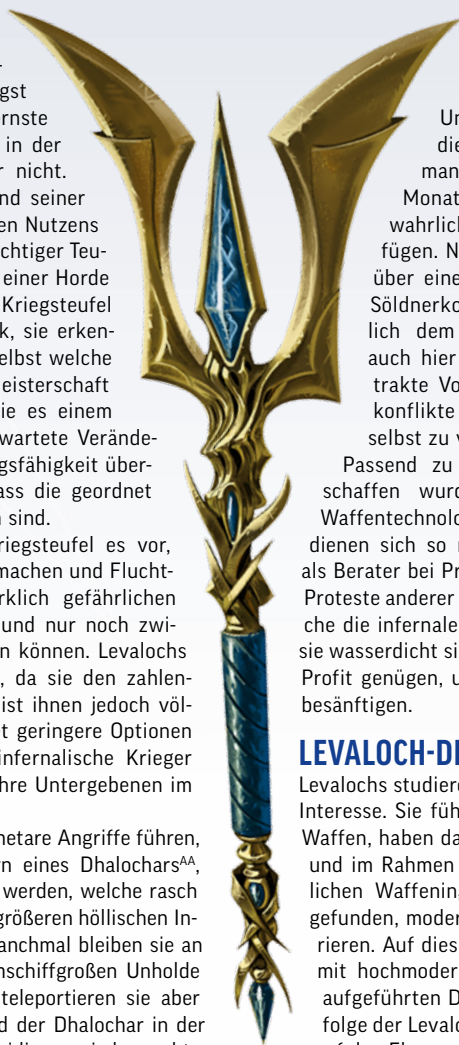 gst
ernste
in der
r nicht.
nd seiner
en Nutzens
chtiger Teu-
einer Horde
Kriegsteufel
k, sie erken-
elbst welche
eisterschaft
ie es einem
wartete Verände-
gsfähigkeit über-
ass die geordnet
sind.
riegsteufel es vor,
machen und Flucht-
rklich gefährlichen
und nur noch zwi-
n können. Levalochs
, da sie den zahlen-
ist ihnen jedoch völ-
t geringere Optionen
infernalische Krieger
hre Untergebenen im
netare Angriffe führen,
rn eines Dhalocharsᴬᴬ,
werden, welche rasch
größeren höllischen In-
anchmal bleiben sie an
nschiffgroßen Unholde
teleportieren sie aber
d der Dhalochar in der
Un
die
man
Monat
wahrlich
fügen. N
über eine
Söldnerko
lich dem
auch hier
trakte Vo
konflikte
selbst zu v
Passend zu
schaffen wurd
Waffentechnolo
dienen sich so
als Berater bei Pr
Proteste anderer
che die infernale
sie wasserdicht si
Profit genügen, u
besänftigen.
LEVALOCH-DI
Levalochs studiere
Interesse. Sie füh
Waffen, haben da
und im Rahmen
lichen Waffenin
gefunden, moder
rieren. Auf dies
mit hochmoder
aufgeführten D
folge der Levalo